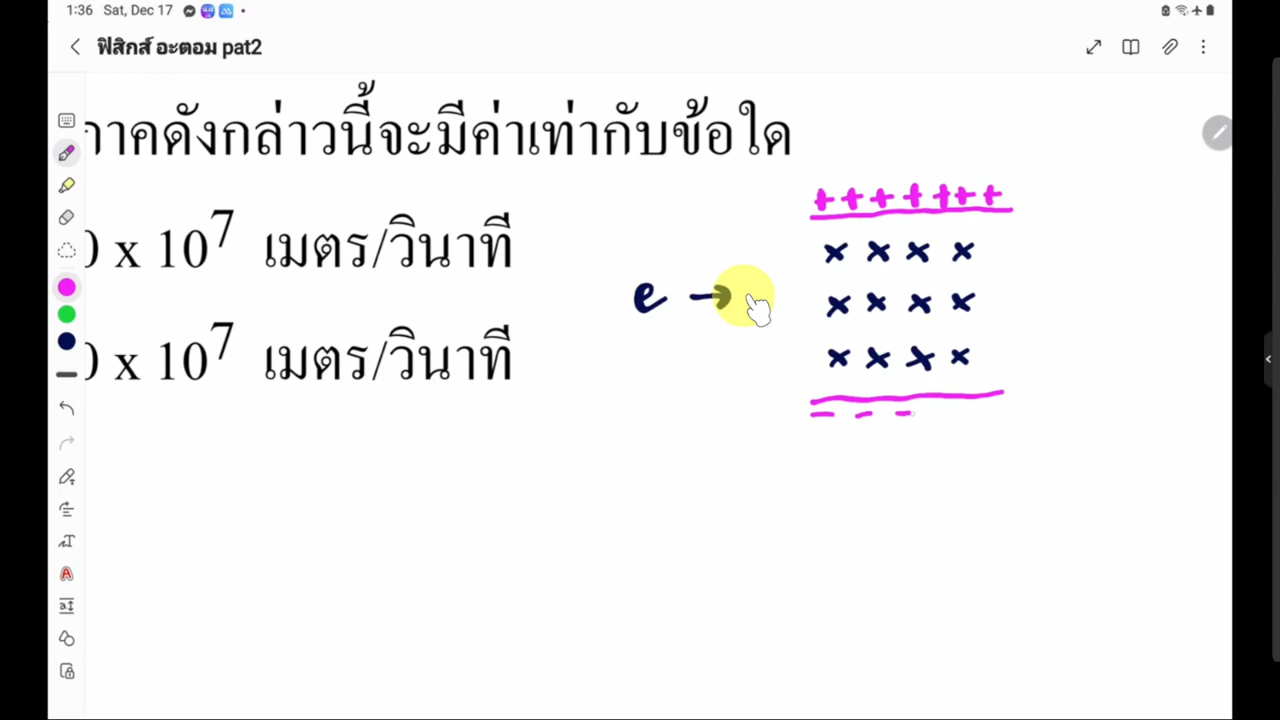 1:36 Sat, Dec 17
ฟิสิกส์ อะตอม pat2
าคดังกล่าวนี้จะมีค่าเท่ากับข้อใด
0 x 10⁷ เมตร/วินาที
0 x 10⁷ เมตร/วินาที
+ + + + + + +
x x x x
e → x x x x
x x x x
− − −